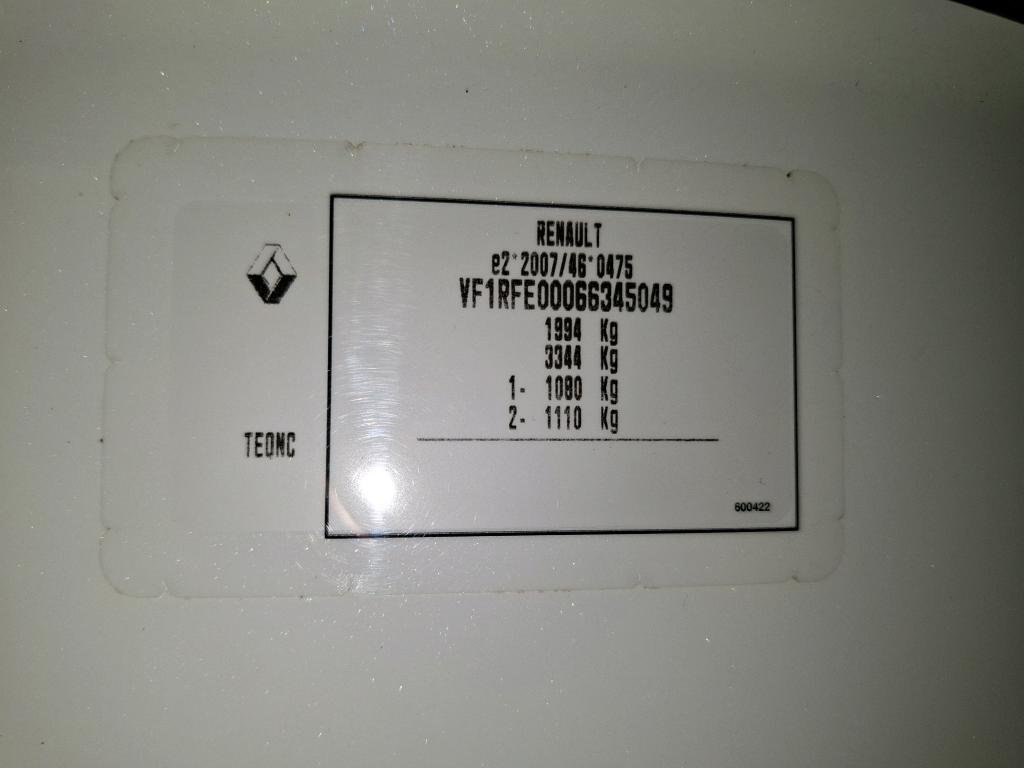 RENAULT
e2*2007/46*0475
VF1RFE00066345049
1994 Kg
3344 Kg
1- 1080 Kg
2- 1110 Kg
TEQNC
600422